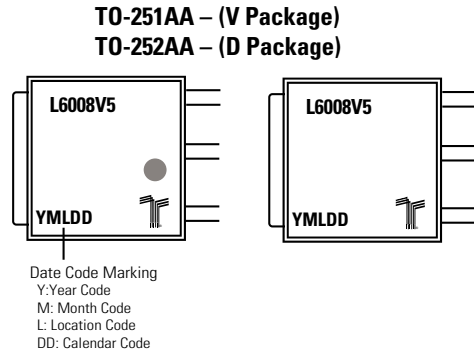 TO-251AA – (V Package)
TO-252AA – (D Package)
L6008V5
YMLDD
L6008V5
YMLDD
Date Code Marking
Y:Year Code
M: Month Code
L: Location Code
DD: Calendar Code